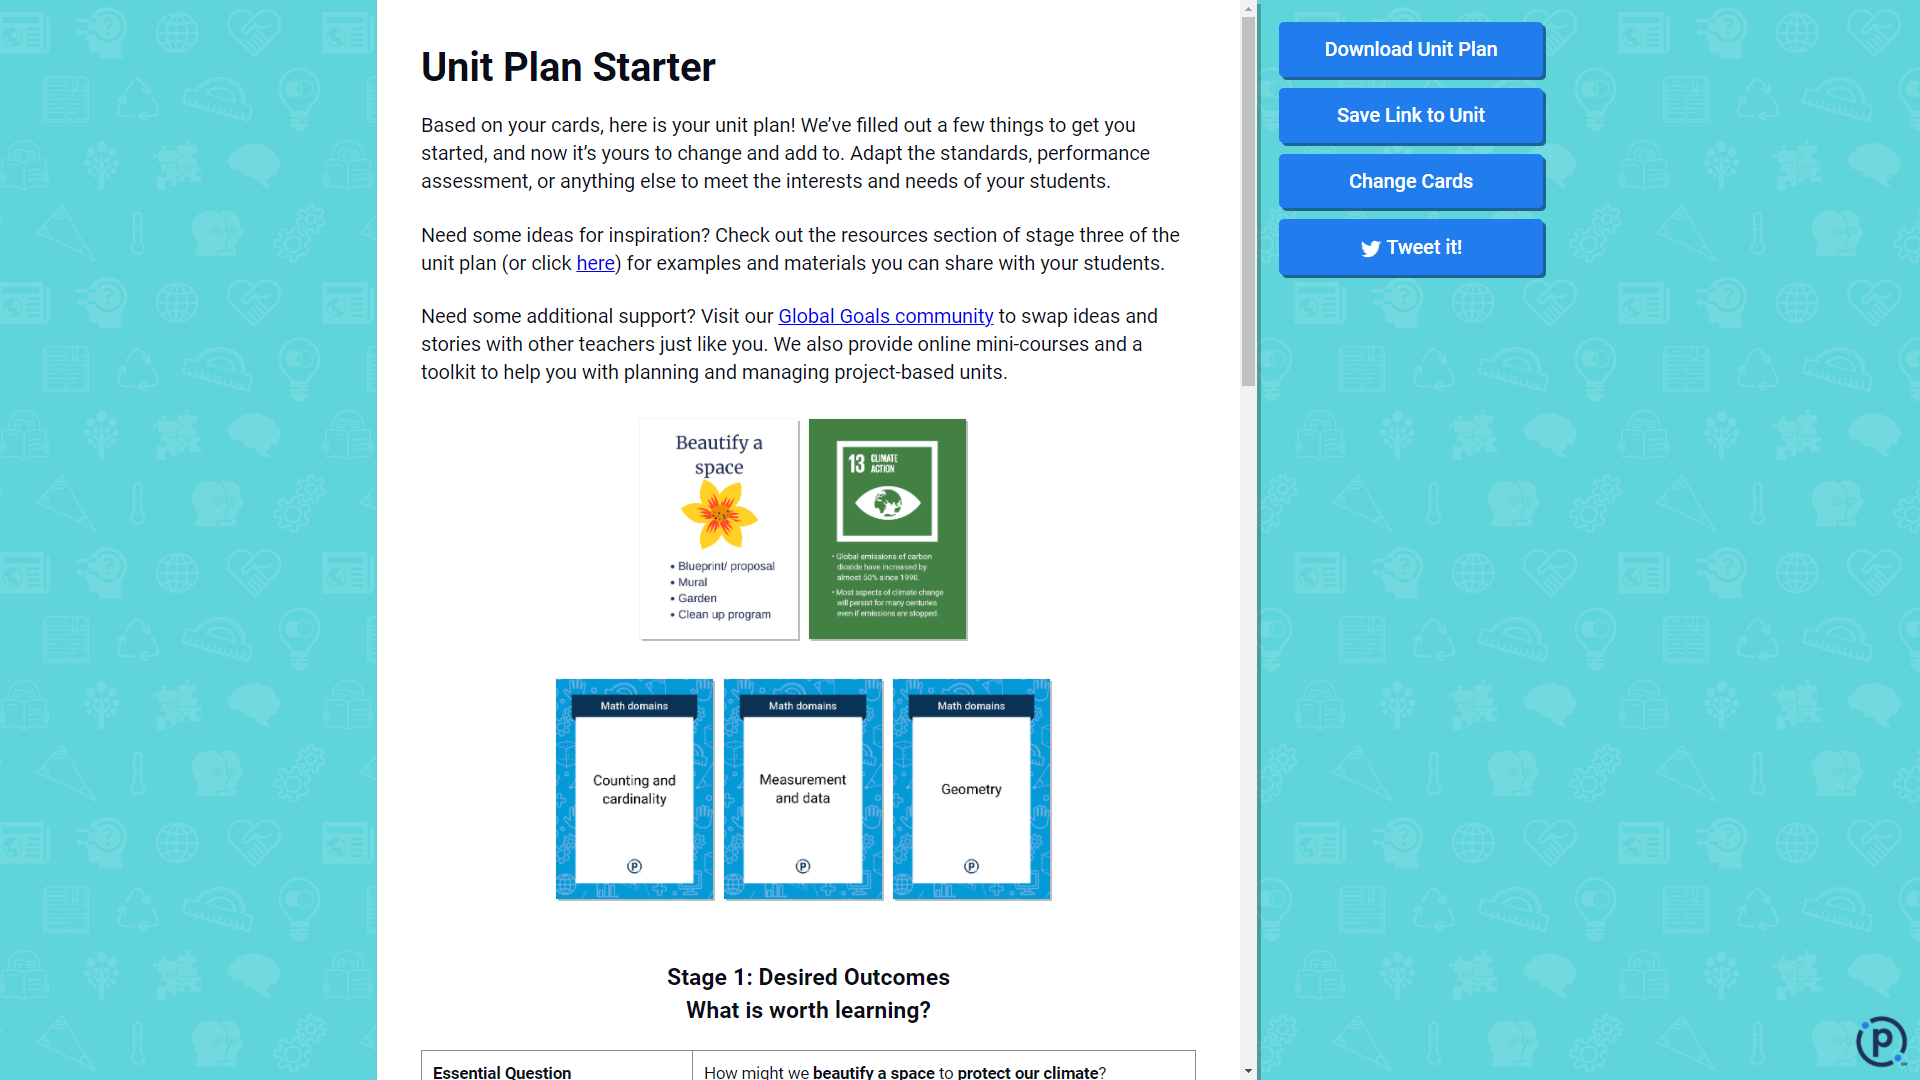 Unit Plan Starter
Based on your cards, here is your unit plan! We’ve filled out a few things to get you
started, and now it’s yours to change and add to. Adapt the standards, performance
assessment, or anything else to meet the interests and needs of your students.
Need some ideas for inspiration? Check out the resources section of stage three of the
unit plan (or click here) for examples and materials you can share with your students.
Need some additional support? Visit our Global Goals community to swap ideas and
stories with other teachers just like you. We also provide online mini-courses and a
toolkit to help you with planning and managing project-based units.
Beautify a
space
• Blueprint/ proposal
• Mural
• Garden
• Clean up program
13 CLIMATE
ACTION
• Global emissions of carbon
dioxide have increased by
almost 50% since 1990.
• Most aspects of climate change
will persist for many centuries
even if emissions are stopped.
Math domains
Counting and
cardinality
P
Math domains
Measurement
and data
P
Math domains
Geometry
P
Stage 1: Desired Outcomes
What is worth learning?
Essential Question
How might we beautify a space to protect our climate?
Download Unit Plan
Save Link to Unit
Change Cards
Tweet it!
p